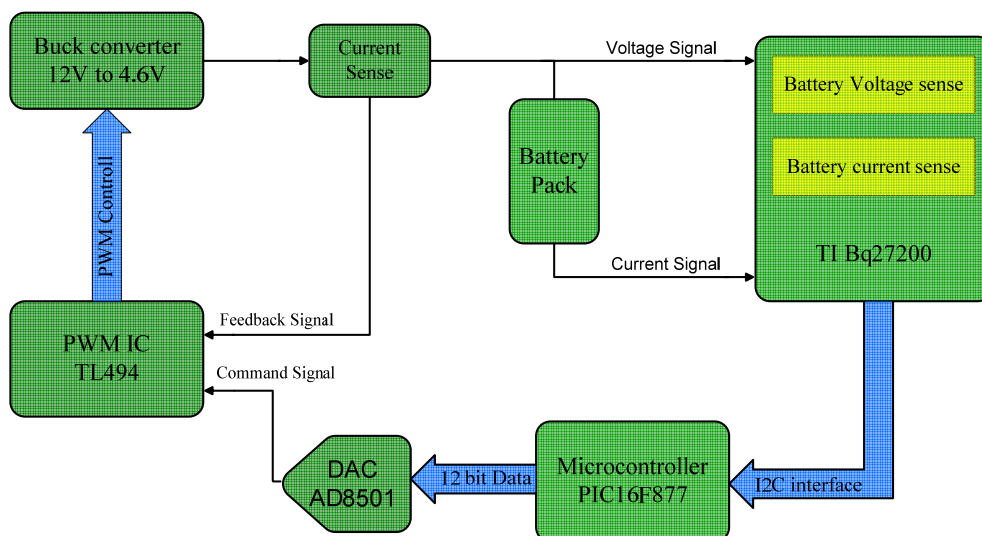 Buck converter
12V to 4.6V
Current
Sense
Voltage Signal
Battery Voltage sense
Battery current sense
TI Bq27200
Battery
Pack
Current Signal
PWM Controll
Feedback Signal
PWM IC
TL494
Command Signal
DAC
AD8501
12 bit Data
Microcontroller
PIC16F877
I2C interface